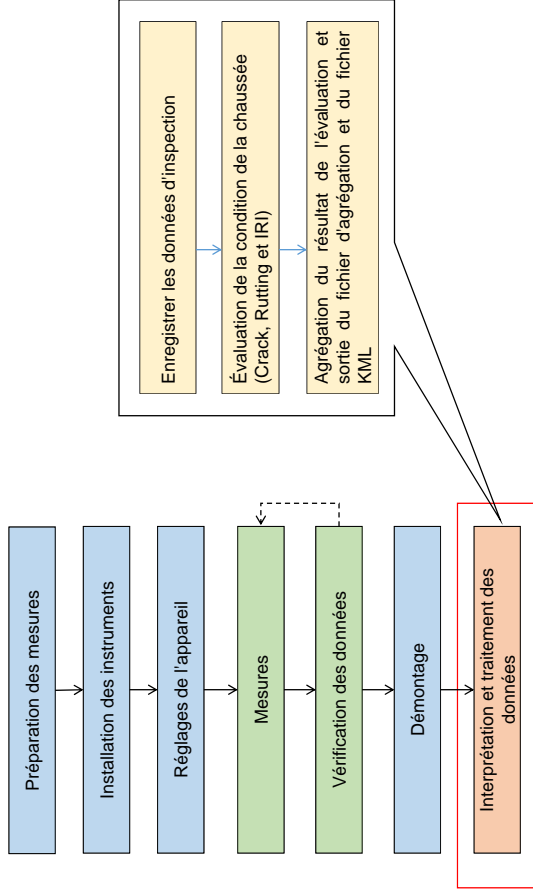 Préparation des mesures
Installation des instruments
Réglages de l'appareil
Mesures
Vérification des données
Démontage
Interprétation et traitement des
données
Enregistrer les données d'inspection
Évaluation de la condition de la chaussée
(Crack, Rutting et IRI)
Agrégation du résultat de l'évaluation et
sortie du fichier d'agrégation et du fichier
KML